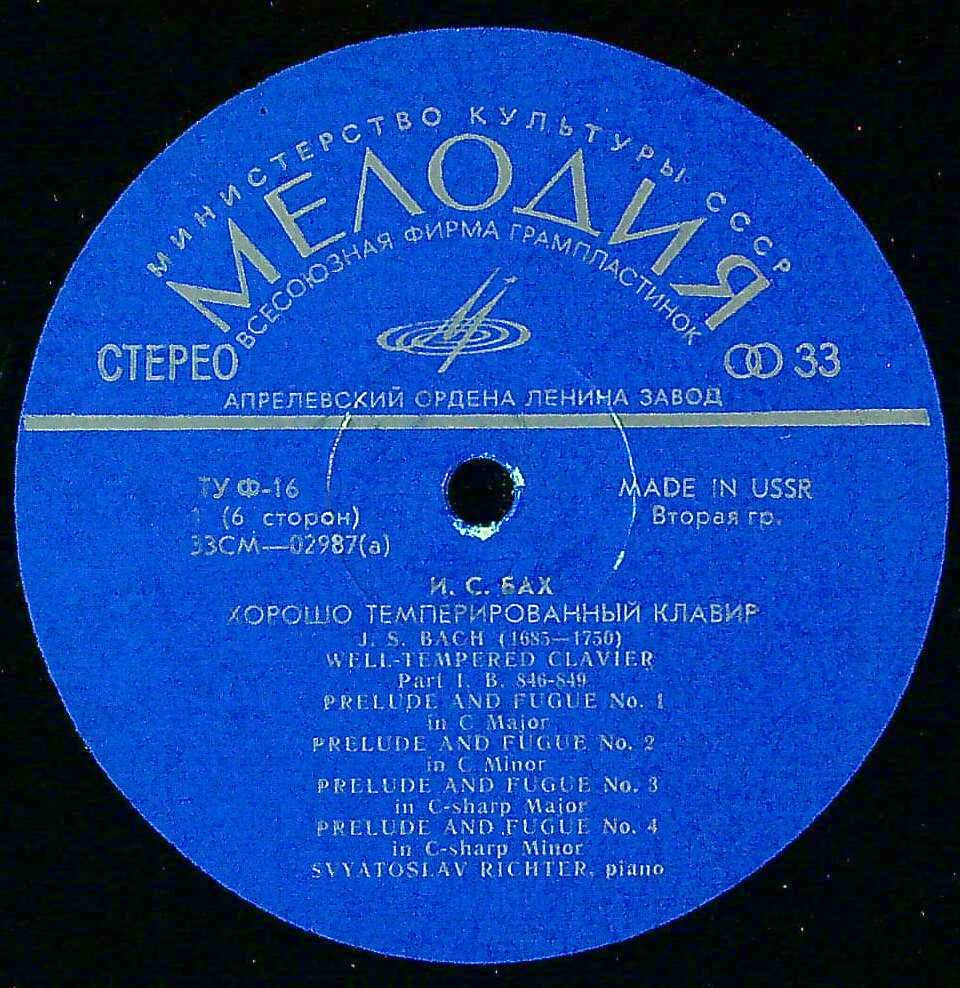 МИНИСТЕРСТВО КУЛЬТУРЫ СССР
МЕЛОДИЯ
ВСЕСОЮЗНАЯ ФИРМА ГРАМПЛАСТИНОК
СТЕРЕО
33
АПРЕЛЕВСКИЙ ОРДЕНА ЛЕНИНА ЗАВОД
ТУ Ф-16
1 (6 сторон)
33СМ—02987(а)
MADE IN USSR
Вторая гр.
И. С. БАХ
ХОРОШО ТЕМПЕРИРОВАННЫЙ КЛАВИР
J. S. BACH (1685—1750)
WELL-TEMPERED CLAVIER
Part I. B. 846-849
PRELUDE AND FUGUE No. 1
in C Major
PRELUDE AND FUGUE No. 2
in C Minor
PRELUDE AND FUGUE No. 3
in C-sharp Major
PRELUDE AND FUGUE No. 4
in C-sharp Minor
SVYATOSLAV RICHTER, piano